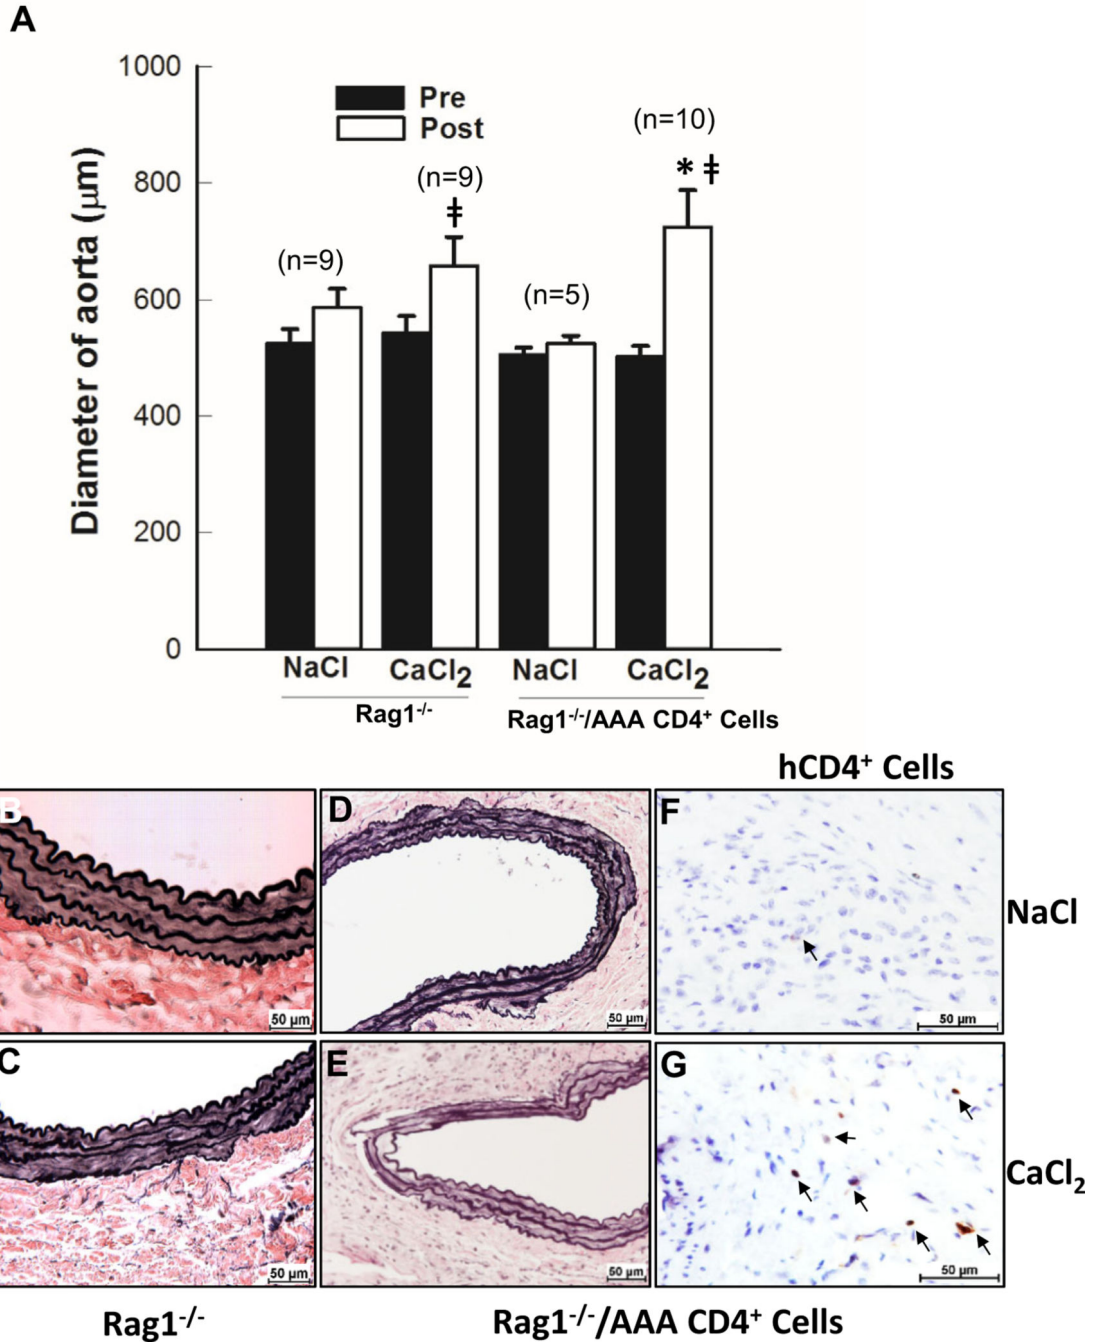 A
1000
800
600
400
200
0
Diameter of aorta (μm)
Pre
Post
(n=9)
(n=9)
ǂ
(n=5)
(n=10)
* ǂ
NaCl CaCl₂ NaCl CaCl₂
Rag1⁻/⁻ Rag1⁻/⁻/AAA CD4⁺ Cells
hCD4⁺ Cells
B
50 μm
D
50 μm
F
50 μm
NaCl
C
50 μm
E
50 μm
G
50 μm
CaCl₂
Rag1⁻/⁻ Rag1⁻/⁻/AAA CD4⁺ Cells